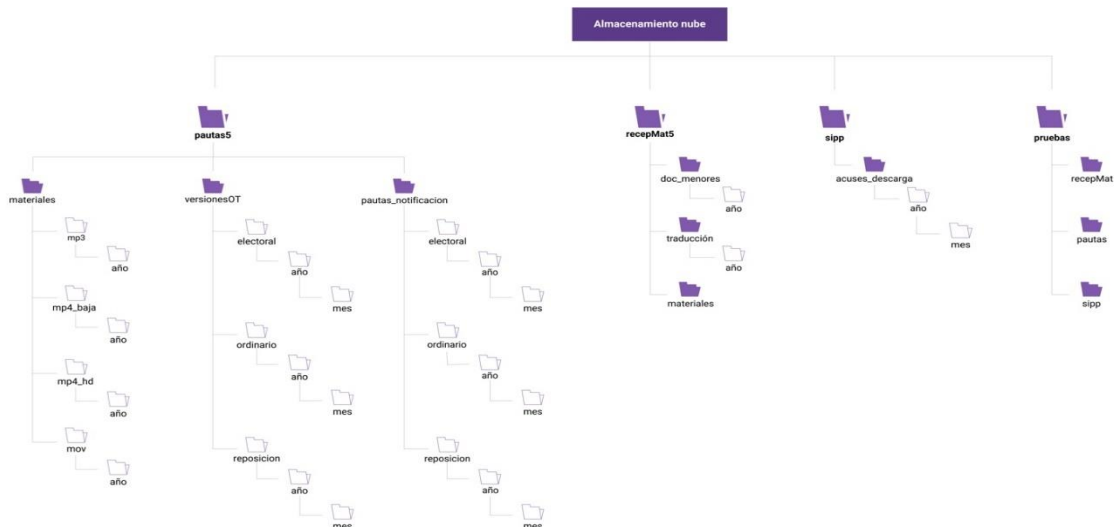 Almacenamiento nube
pautas5
recepMat5
sipp
pruebas
materiales
mp3
año
mp4_baja
año
mp4_hd
año
mov
año
versionesOT
electoral
año
mes
ordinario
año
mes
reposicion
año
mes
pautas_notificacion
electoral
año
mes
ordinario
año
mes
reposicion
año
mes
doc_menores
año
traducción
año
materiales
acuses_descarga
año
mes
recepMat
pautas
sipp